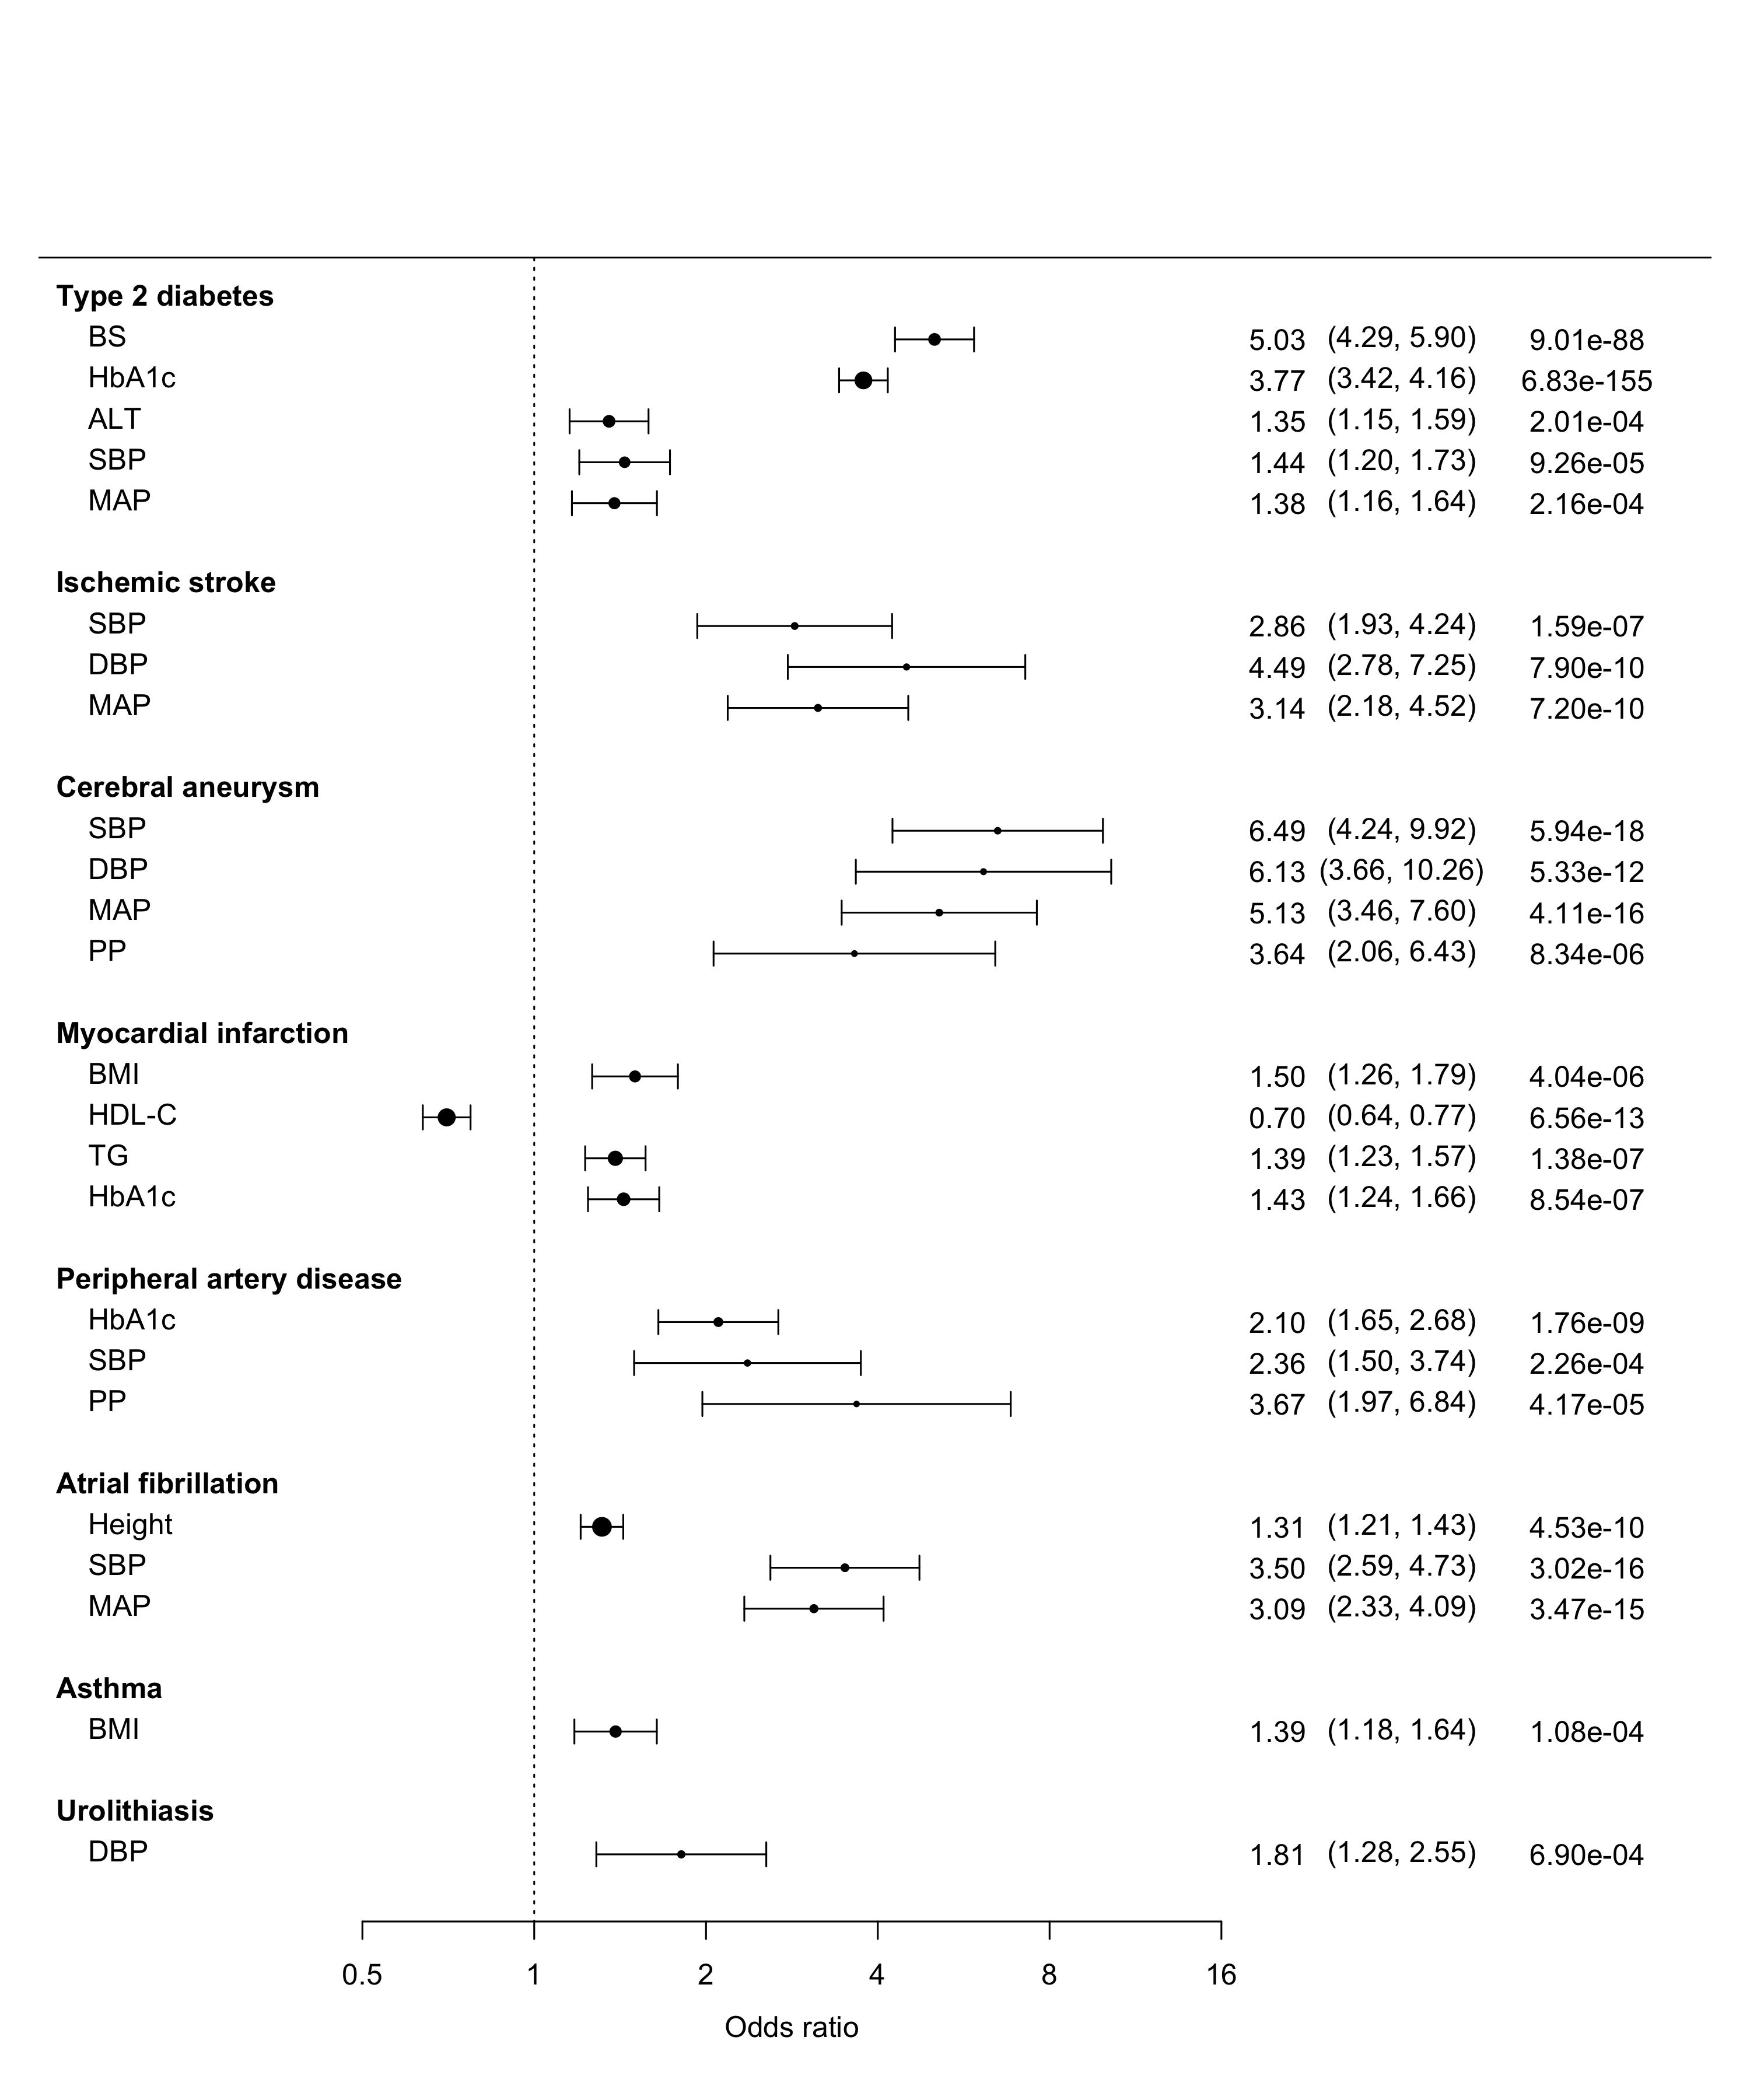 Type 2 diabetes
BS 5.03 (4.29, 5.90) 9.01e-88
HbA1c 3.77 (3.42, 4.16) 6.83e-155
ALT 1.35 (1.15, 1.59) 2.01e-04
SBP 1.44 (1.20, 1.73) 9.26e-05
MAP 1.38 (1.16, 1.64) 2.16e-04
Ischemic stroke
SBP 2.86 (1.93, 4.24) 1.59e-07
DBP 4.49 (2.78, 7.25) 7.90e-10
MAP 3.14 (2.18, 4.52) 7.20e-10
Cerebral aneurysm
SBP 6.49 (4.24, 9.92) 5.94e-18
DBP 6.13 (3.66, 10.26) 5.33e-12
MAP 5.13 (3.46, 7.60) 4.11e-16
PP 3.64 (2.06, 6.43) 8.34e-06
Myocardial infarction
BMI 1.50 (1.26, 1.79) 4.04e-06
HDL-C 0.70 (0.64, 0.77) 6.56e-13
TG 1.39 (1.23, 1.57) 1.38e-07
HbA1c 1.43 (1.24, 1.66) 8.54e-07
Peripheral artery disease
HbA1c 2.10 (1.65, 2.68) 1.76e-09
SBP 2.36 (1.50, 3.74) 2.26e-04
PP 3.67 (1.97, 6.84) 4.17e-05
Atrial fibrillation
Height 1.31 (1.21, 1.43) 4.53e-10
SBP 3.50 (2.59, 4.73) 3.02e-16
MAP 3.09 (2.33, 4.09) 3.47e-15
Asthma
BMI 1.39 (1.18, 1.64) 1.08e-04
Urolithiasis
DBP 1.81 (1.28, 2.55) 6.90e-04
0.5 1 2 4 8 16
Odds ratio